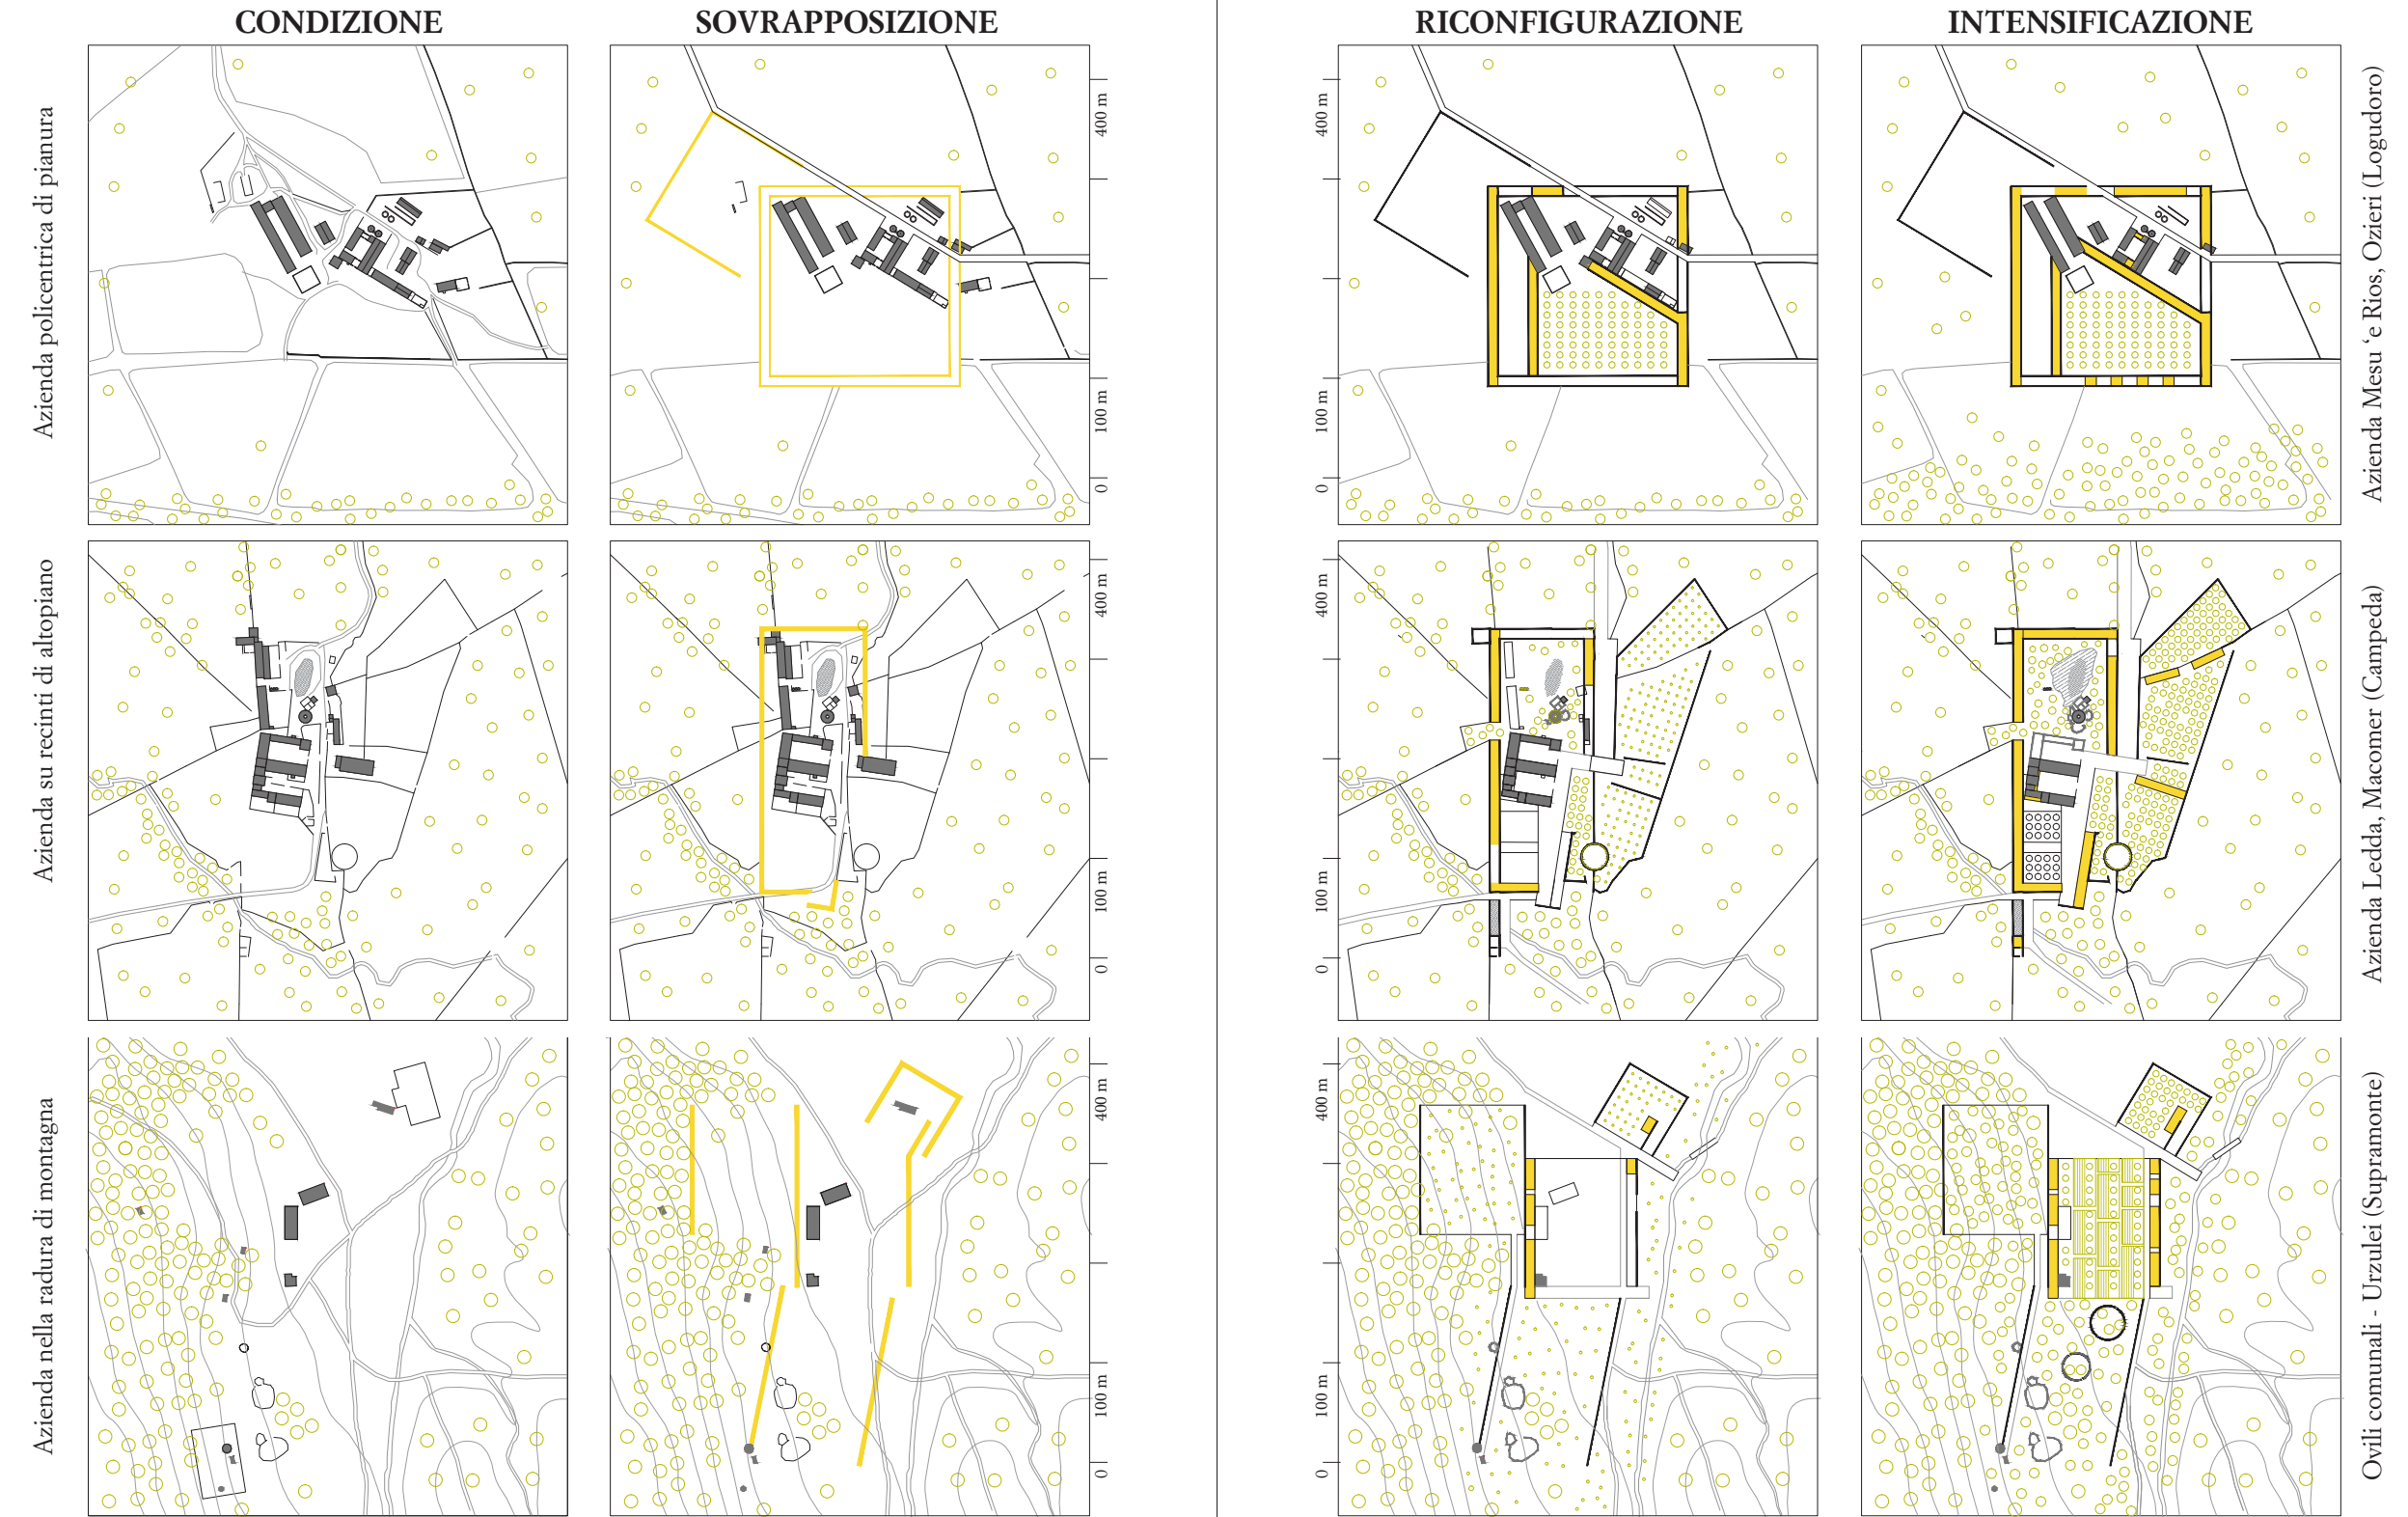 CONDIZIONE
SOVRAPPOSIZIONE
RICONFIGURAZIONE
INTENSIFICAZIONE
Azienda policentrica di pianura
400 m
100 m
0
400 m
100 m
0
Azienda Mesu ‘e Rios, Ozieri (Logudoro)
Azienda su recinti di altopiano
400 m
100 m
0
400 m
100 m
0
Azienda Ledda, Macomer (Campeda)
Azienda nella radura di montagna
400 m
100 m
0
400 m
100 m
0
Ovili comunali - Urzulei (Supramonte)